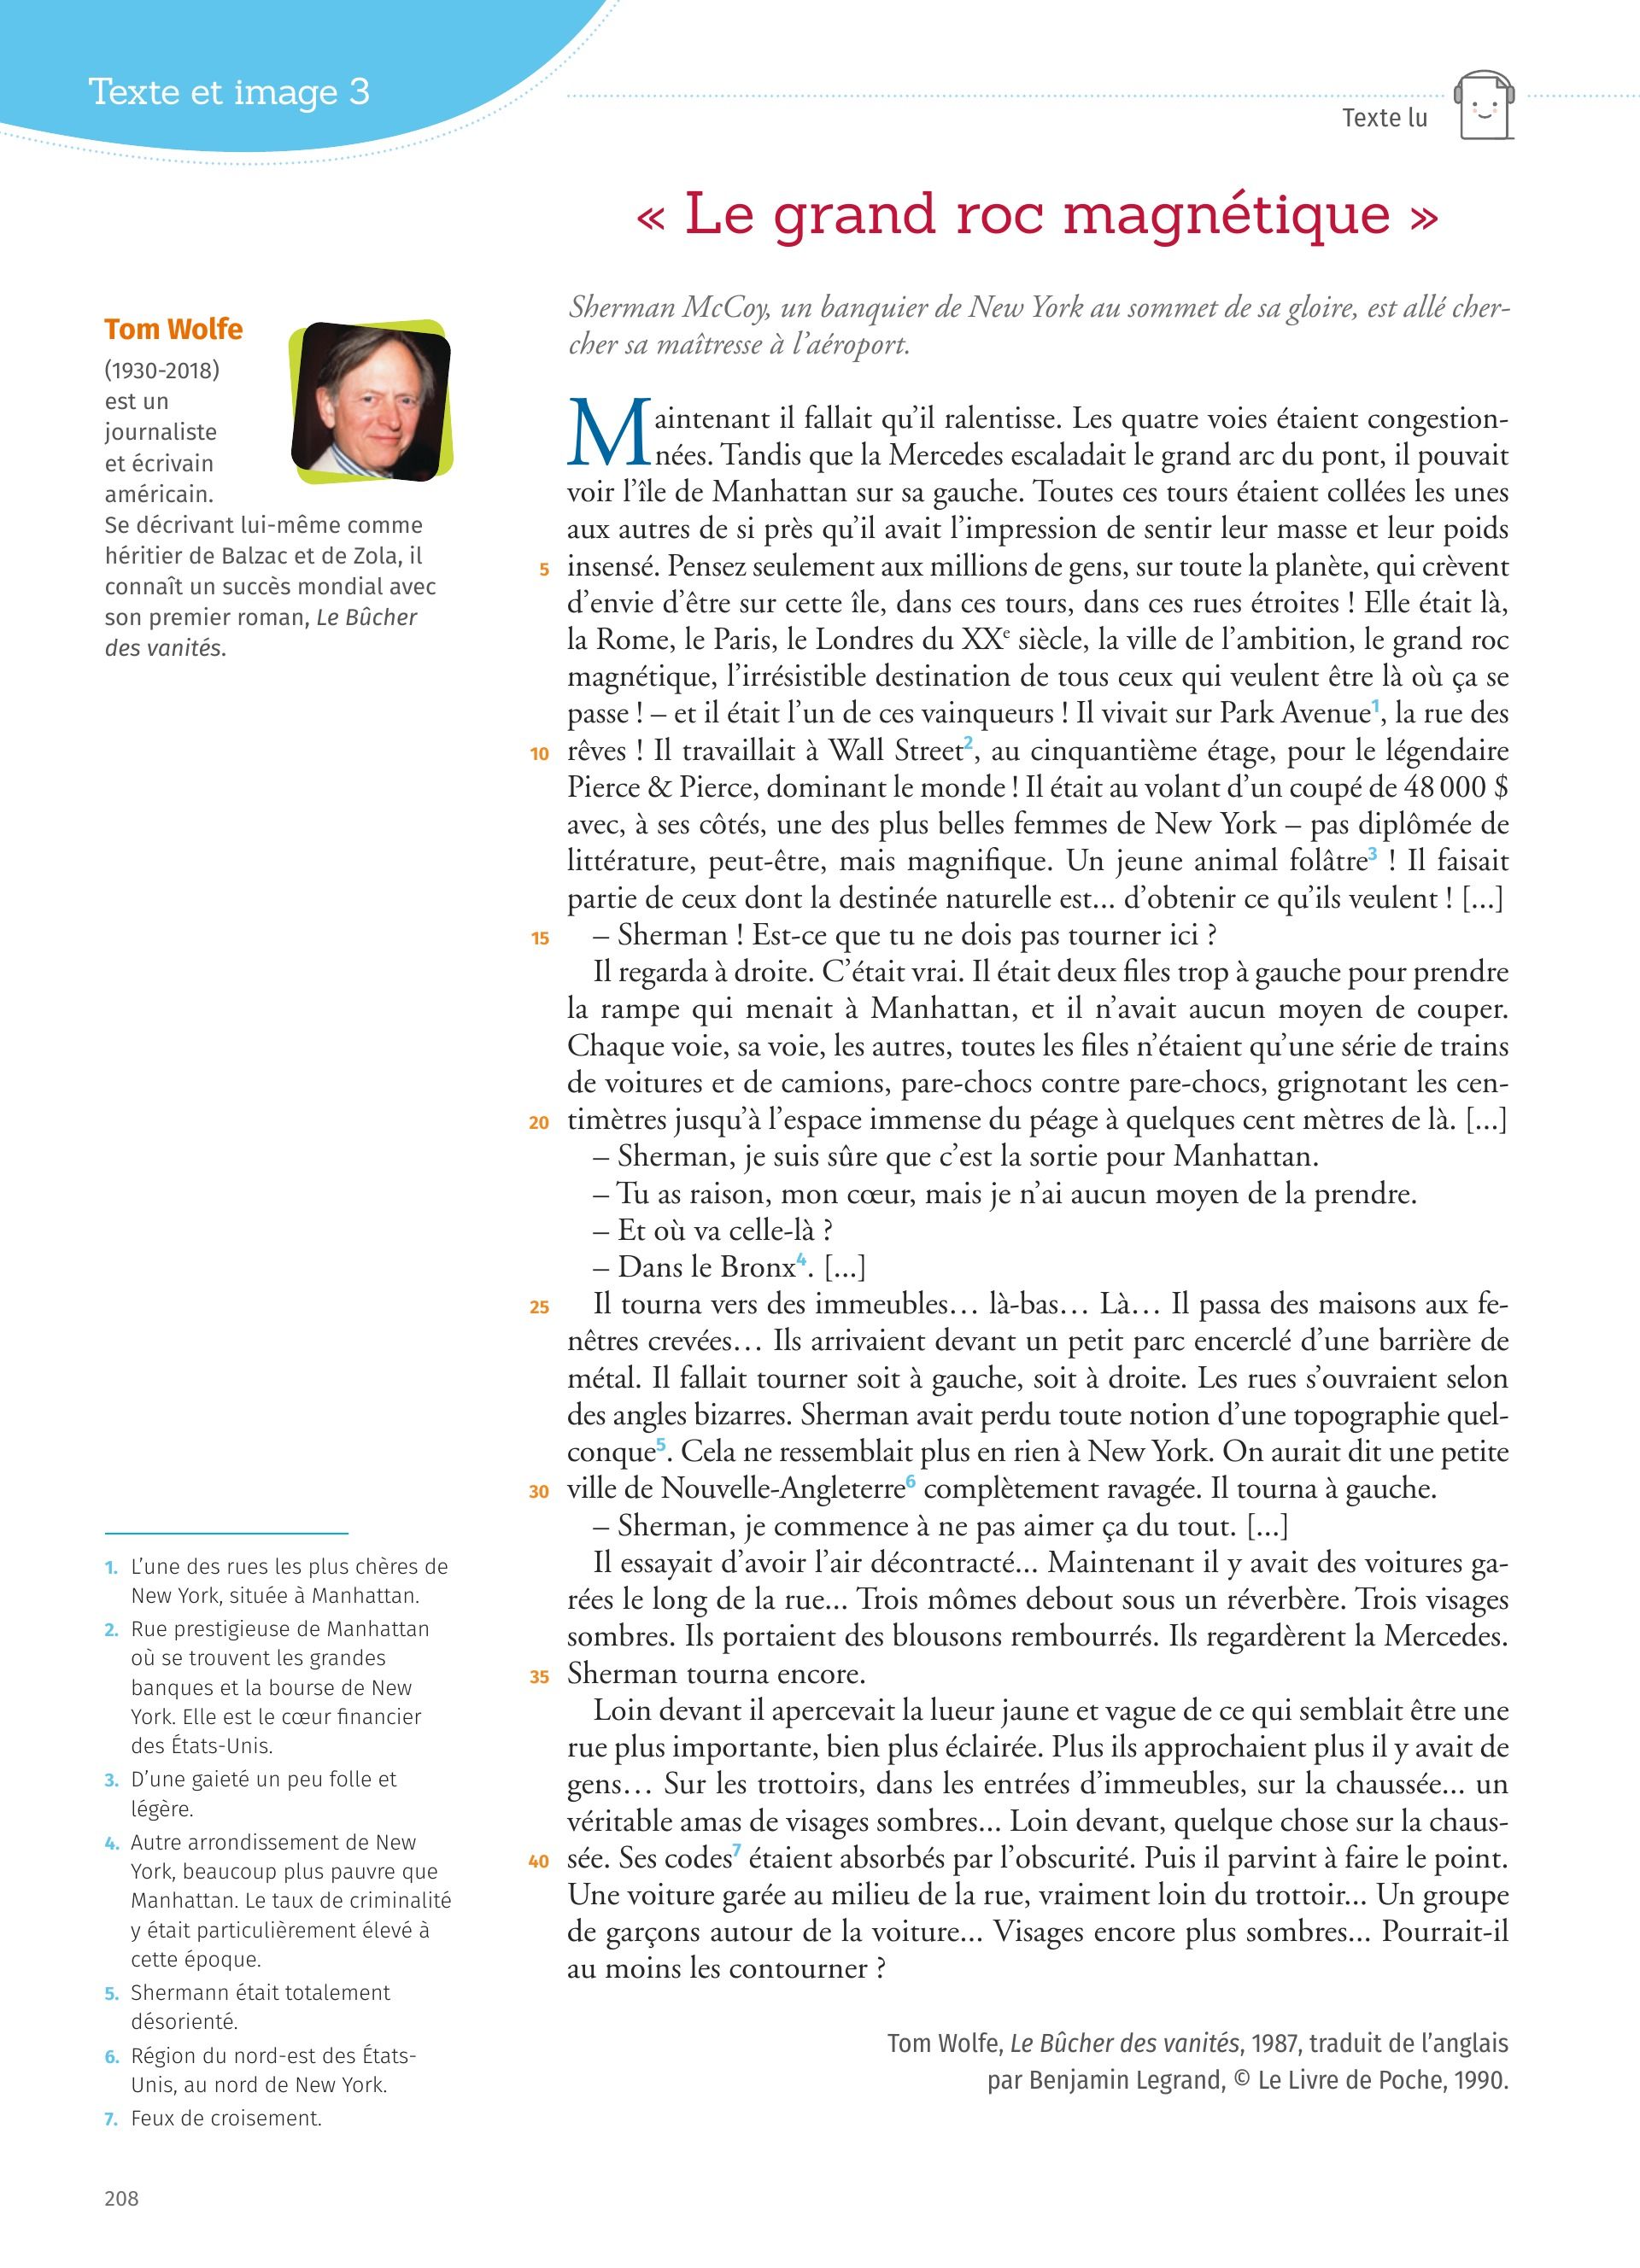 Texte et image 3
Texte lu
« Le grand roc magnétique »
Tom Wolfe
(1930-2018)
est un
journaliste
et écrivain
américain.
Se décrivant lui-même comme
héritier de Balzac et de Zola, il
connaît un succès mondial avec
son premier roman, Le Bûcher
des vanités.
Sherman McCoy, un banquier de New York au sommet de sa gloire, est allé cher-
cher sa maîtresse à l’aéroport.
Maintenant il fallait qu’il ralentisse. Les quatre voies étaient congestion-
nées. Tandis que la Mercedes escaladait le grand arc du pont, il pouvait
voir l’île de Manhattan sur sa gauche. Toutes ces tours étaient collées les unes
aux autres de si près qu’il avait l’impression de sentir leur masse et leur poids
5 insensé. Pensez seulement aux millions de gens, sur toute la planète, qui crèvent
d’envie d’être sur cette île, dans ces tours, dans ces rues étroites ! Elle était là,
la Rome, le Paris, le Londres du XXe siècle, la ville de l’ambition, le grand roc
magnétique, l’irrésistible destination de tous ceux qui veulent être là où ça se
passe ! – et il était l’un de ces vainqueurs ! Il vivait sur Park Avenue1, la rue des
10 rêves ! Il travaillait à Wall Street2, au cinquantième étage, pour le légendaire
Pierce & Pierce, dominant le monde ! Il était au volant d’un coupé de 48 000 $
avec, à ses côtés, une des plus belles femmes de New York – pas diplômée de
littérature, peut-être, mais magnifique. Un jeune animal folâtre3 ! Il faisait
partie de ceux dont la destinée naturelle est... d’obtenir ce qu’ils veulent ! [...]
15 – Sherman ! Est-ce que tu ne dois pas tourner ici ?
Il regarda à droite. C’était vrai. Il était deux files trop à gauche pour prendre
la rampe qui menait à Manhattan, et il n’avait aucun moyen de couper.
Chaque voie, sa voie, les autres, toutes les files n’étaient qu’une série de trains
de voitures et de camions, pare-chocs contre pare-chocs, grignotant les cen-
20 timètres jusqu’à l’espace immense du péage à quelques cent mètres de là. [...]
– Sherman, je suis sûre que c’est la sortie pour Manhattan.
– Tu as raison, mon cœur, mais je n’ai aucun moyen de la prendre.
– Et où va celle-là ?
– Dans le Bronx4. [...]
25 Il tourna vers des immeubles… là-bas… Là… Il passa des maisons aux fe-
nêtres crevées… Ils arrivaient devant un petit parc encerclé d’une barrière de
métal. Il fallait tourner soit à gauche, soit à droite. Les rues s’ouvraient selon
des angles bizarres. Sherman avait perdu toute notion d’une topographie quel-
conque5. Cela ne ressemblait plus en rien à New York. On aurait dit une petite
30 ville de Nouvelle-Angleterre6 complètement ravagée. Il tourna à gauche.
– Sherman, je commence à ne pas aimer ça du tout. [...]
Il essayait d’avoir l’air décontracté... Maintenant il y avait des voitures ga-
rées le long de la rue... Trois mômes debout sous un réverbère. Trois visages
sombres. Ils portaient des blousons rembourrés. Ils regardèrent la Mercedes.
35 Sherman tourna encore.
Loin devant il apercevait la lueur jaune et vague de ce qui semblait être une
rue plus importante, bien plus éclairée. Plus ils approchaient plus il y avait de
gens… Sur les trottoirs, dans les entrées d’immeubles, sur la chaussée... un
véritable amas de visages sombres... Loin devant, quelque chose sur la chaus-
40 sée. Ses codes7 étaient absorbés par l’obscurité. Puis il parvint à faire le point.
Une voiture garée au milieu de la rue, vraiment loin du trottoir... Un groupe
de garçons autour de la voiture... Visages encore plus sombres... Pourrait-il
au moins les contourner ?
Tom Wolfe, Le Bûcher des vanités, 1987, traduit de l’anglais
par Benjamin Legrand, © Le Livre de Poche, 1990.
1. L’une des rues les plus chères de
New York, située à Manhattan.
2. Rue prestigieuse de Manhattan
où se trouvent les grandes
banques et la bourse de New
York. Elle est le cœur financier
des États-Unis.
3. D’une gaieté un peu folle et
légère.
4. Autre arrondissement de New
York, beaucoup plus pauvre que
Manhattan. Le taux de criminalité
y était particulièrement élevé à
cette époque.
5. Shermann était totalement
désorienté.
6. Région du nord-est des États-
Unis, au nord de New York.
7. Feux de croisement.
208